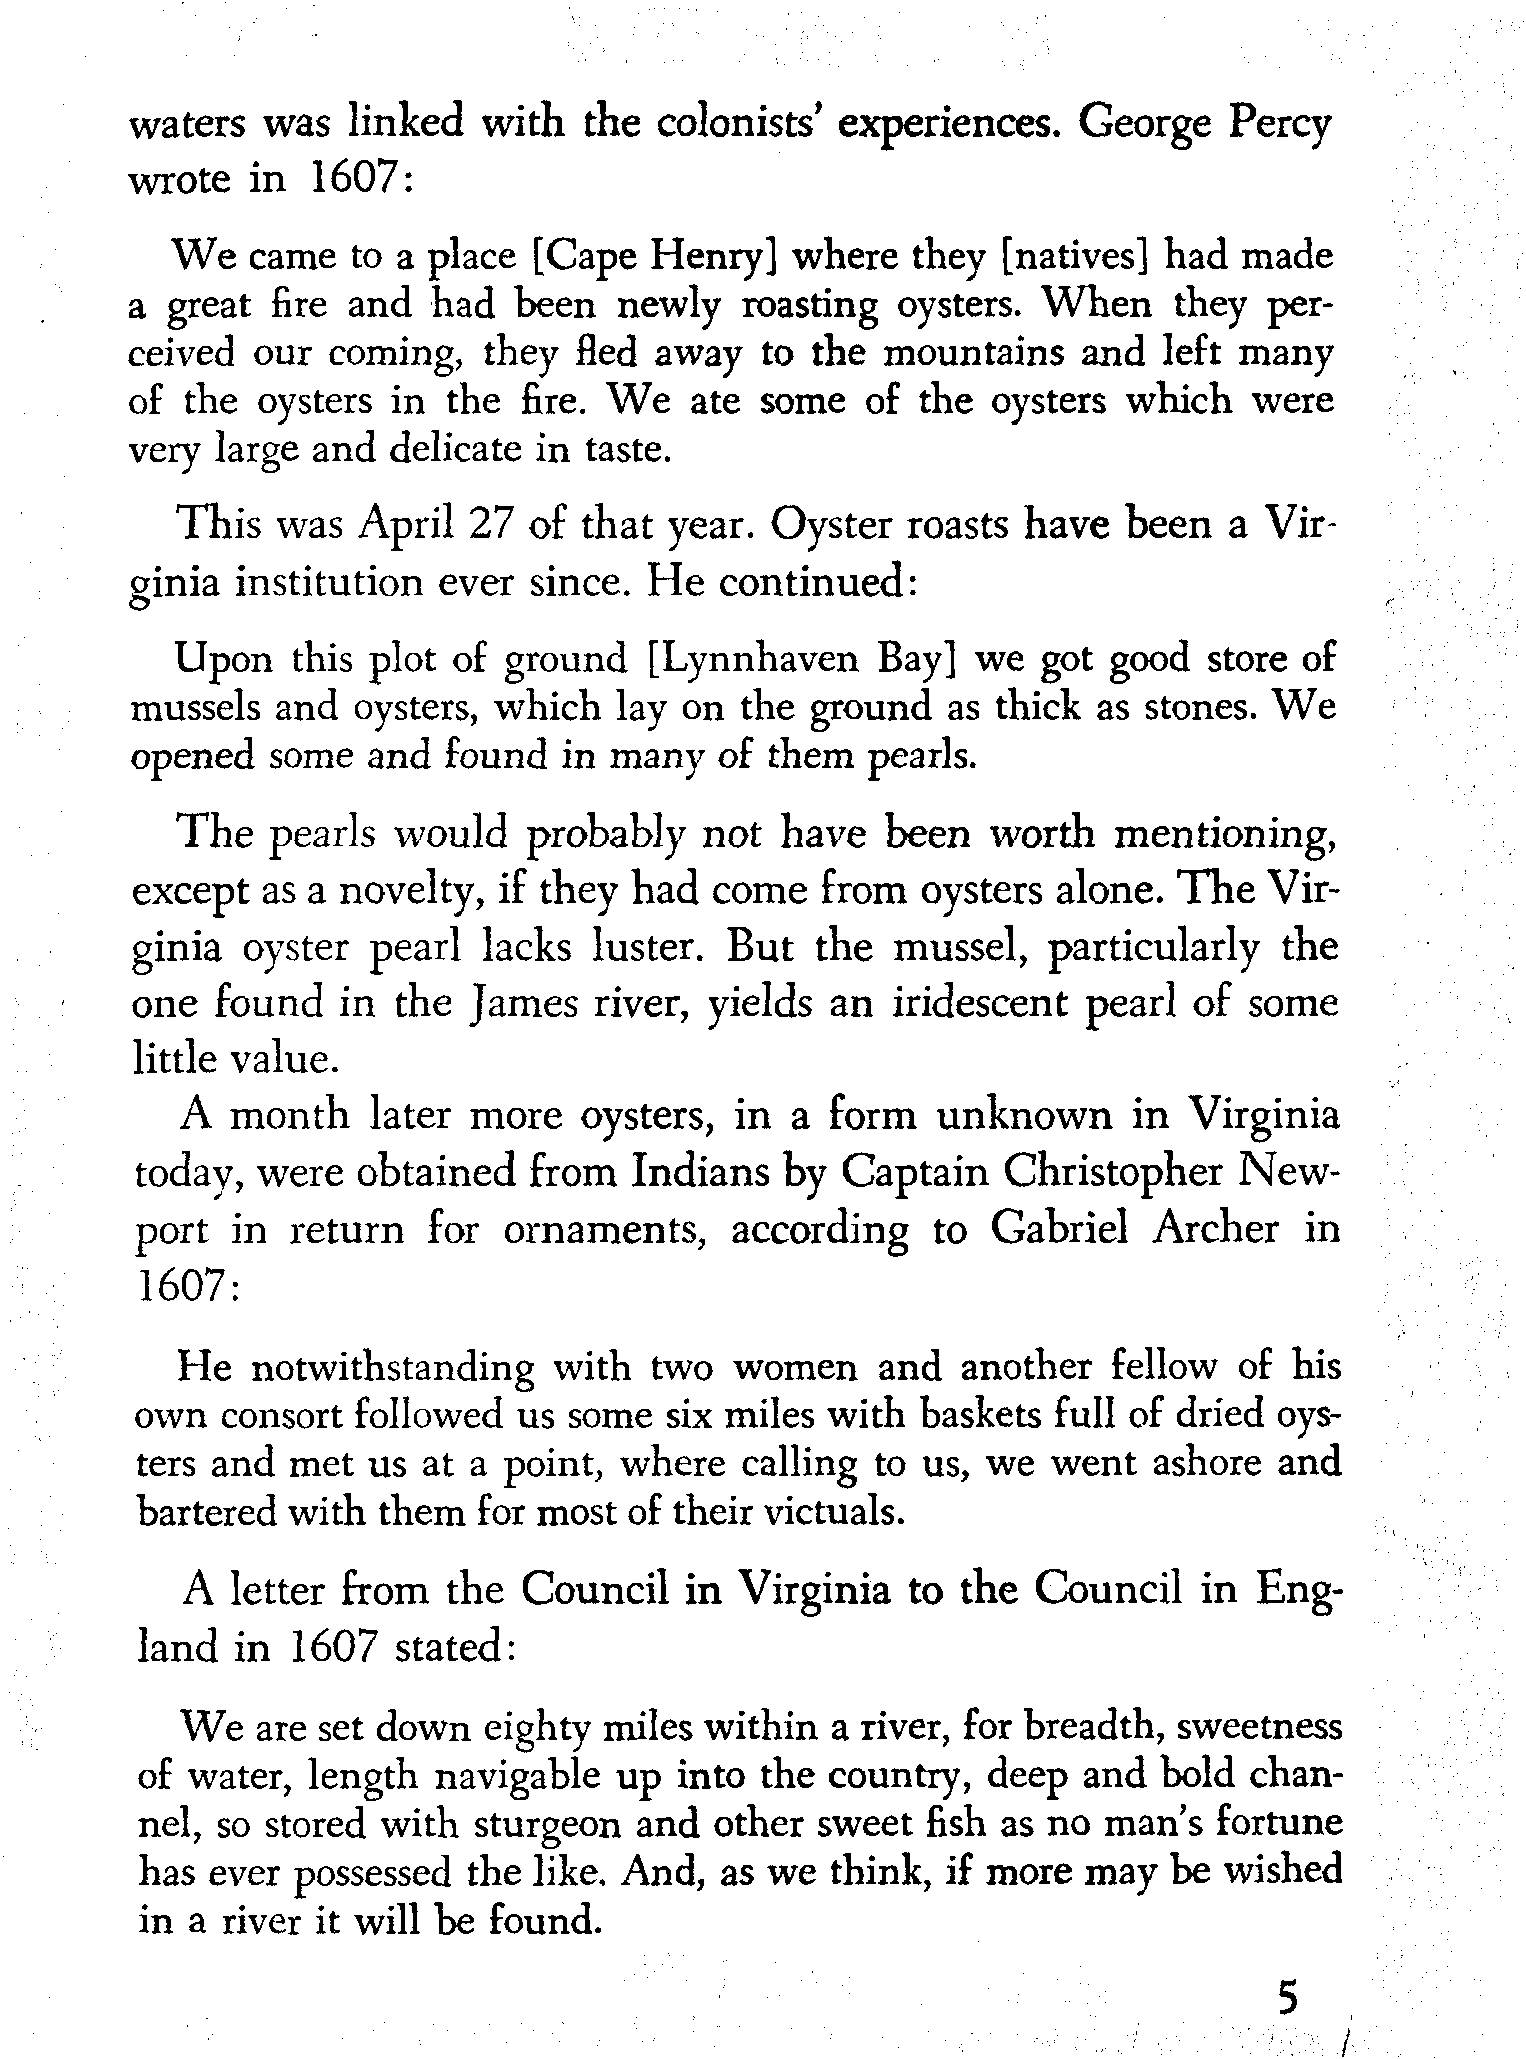 waters was linked with the colonists' experiences. George Percy
wrote in 1607:
We came to a place [Cape Henry] where they [natives] had made
a great fire and had been newly roasting oysters. When they per-
ceived our coming, they fled away to the mountains and left many
of the oysters in the fire. We ate some of the oysters which were
very large and delicate in taste.
This was April 27 of that year. Oyster roasts have been a Vir-
ginia institution ever since. He continued:
Upon this plot of ground [Lynnhaven Bay] we got good store of
mussels and oysters, which lay on the ground as thick as stones. We
opened some and found in many of them pearls.
The pearls would probably not have been worth mentioning,
except as a novelty, if they had come from oysters alone. The Vir-
ginia oyster pearl lacks luster. But the mussel, particularly the
one found in the James river, yields an iridescent pearl of some
little value.
A month later more oysters, in a form unknown in Virginia
today, were obtained from Indians by Captain Christopher New-
port in return for ornaments, according to Gabriel Archer in
1607:
He notwithstanding with two women and another fellow of his
own consort followed us some six miles with baskets full of dried oys-
ters and met us at a point, where calling to us, we went ashore and
bartered with them for most of their victuals.
A letter from the Council in Virginia to the Council in Eng-
land in 1607 stated:
We are set down eighty miles within a river, for breadth, sweetness
of water, length navigable up into the country, deep and bold chan-
nel, so stored with sturgeon and other sweet fish as no man's fortune
has ever possessed the like. And, as we think, if more may be wished
in a river it will be found.
5